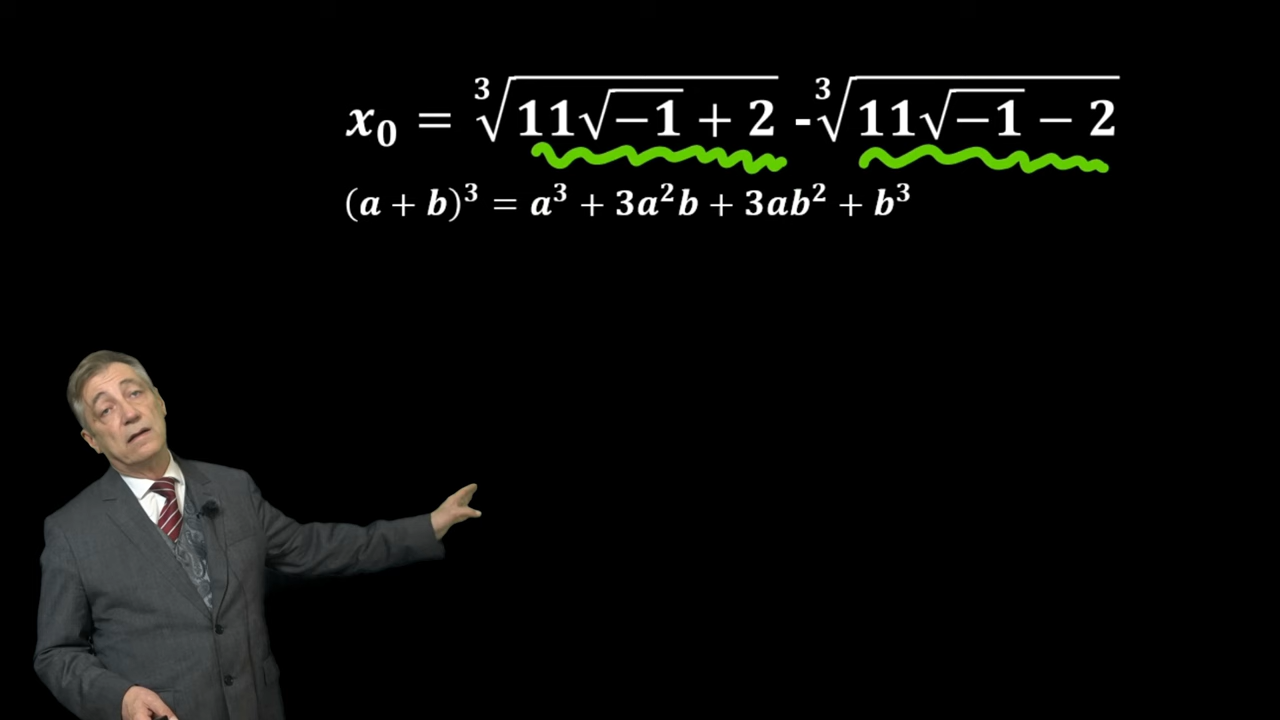 x₀ = ∛(11√(−1) + 2) - ∛(11√(−1) − 2)
(a + b)³ = a³ + 3a²b + 3ab² + b³